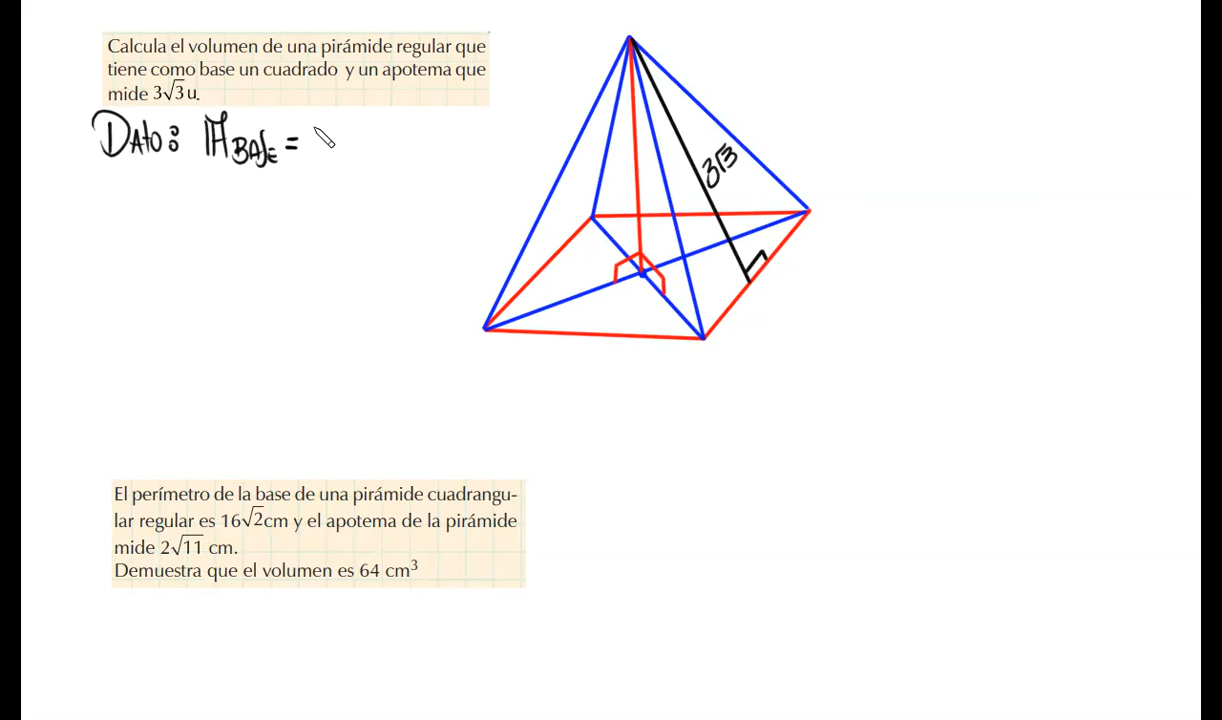 Calcula el volumen de una pirámide regular que
tiene como base un cuadrado y un apotema que
mide 3√3 u.
DATO: BASE =
3√3
El perímetro de la base de una pirámide cuadrangu-
lar regular es 16√2cm y el apotema de la pirámide
mide 2√11 cm.
Demuestra que el volumen es 64 cm³